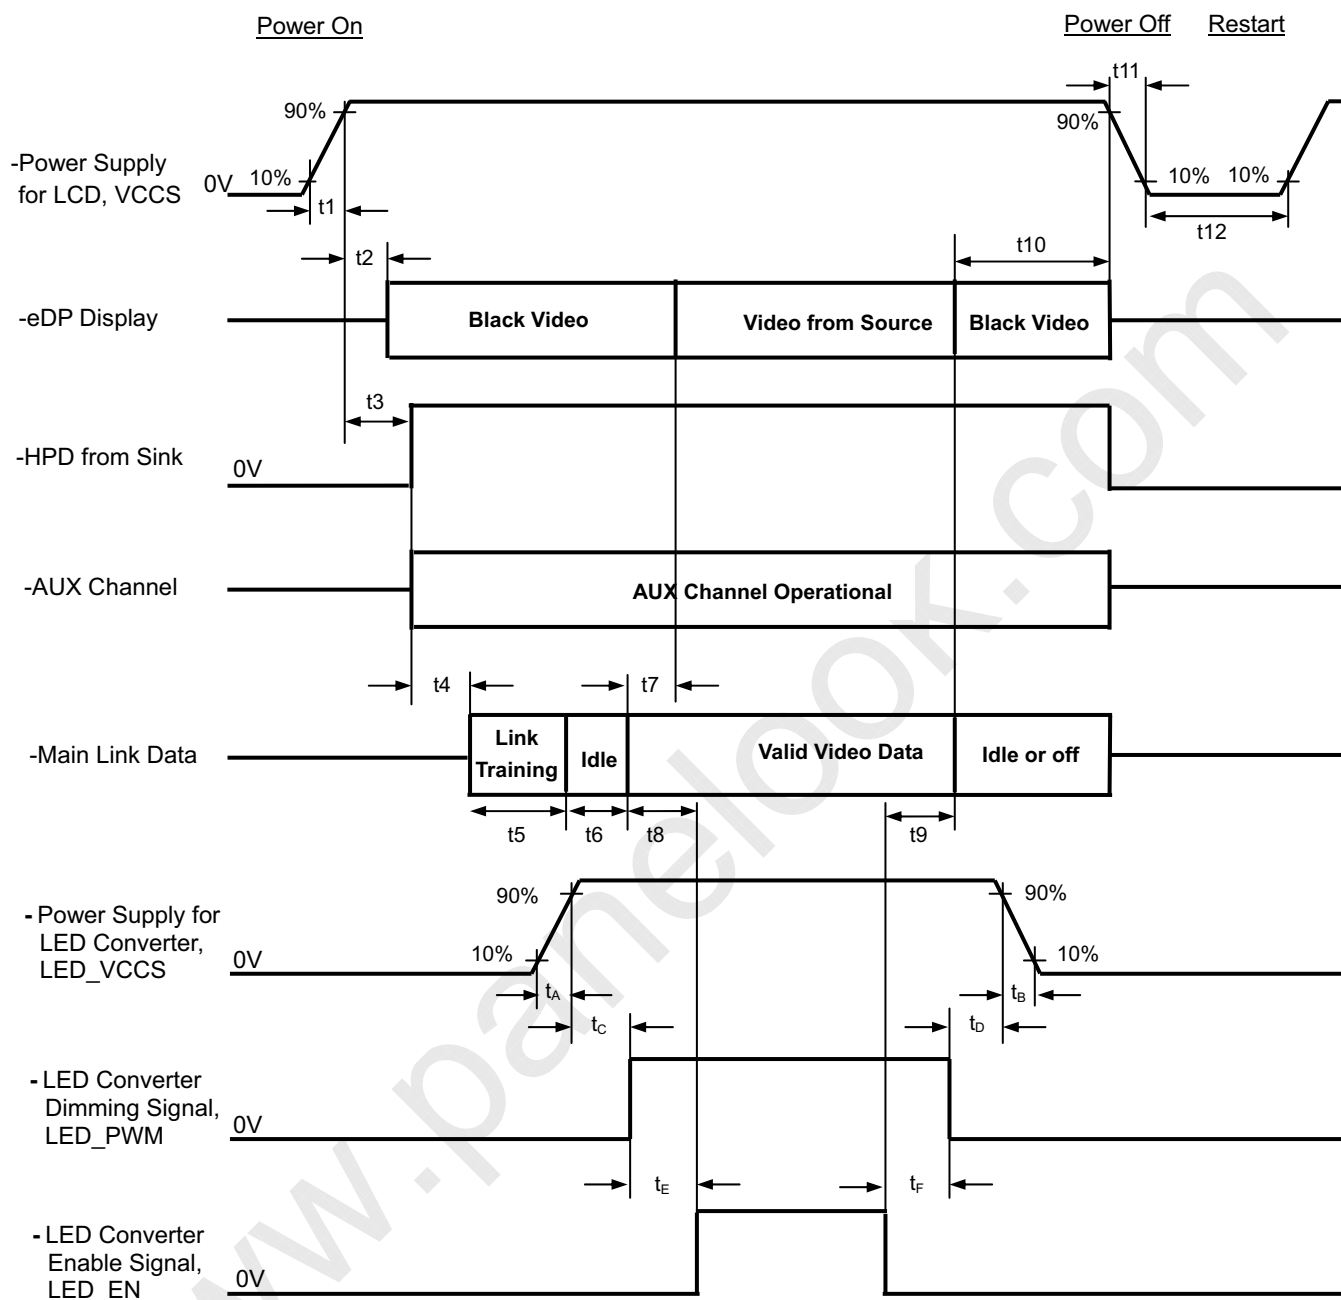 Power On
Power Off
Restart
t11
90%
90%
-Power Supply
for LCD, VCCS
0V
10%
10%
10%
t1
t12
t2
t10
-eDP Display
Black Video
Video from Source
Black Video
t3
-HPD from Sink
0V
-AUX Channel
AUX Channel Operational
t4
t7
-Main Link Data
Link
Training
Idle
Valid Video Data
Idle or off
t5
t6
t8
t9
90%
90%
- Power Supply for
LED Converter,
LED_VCCS
0V
10%
10%
tA
tB
tC
tD
- LED Converter
Dimming Signal,
LED_PWM
0V
tE
tF
- LED Converter
Enable Signal,
LED_EN
0V
www.panelook.com